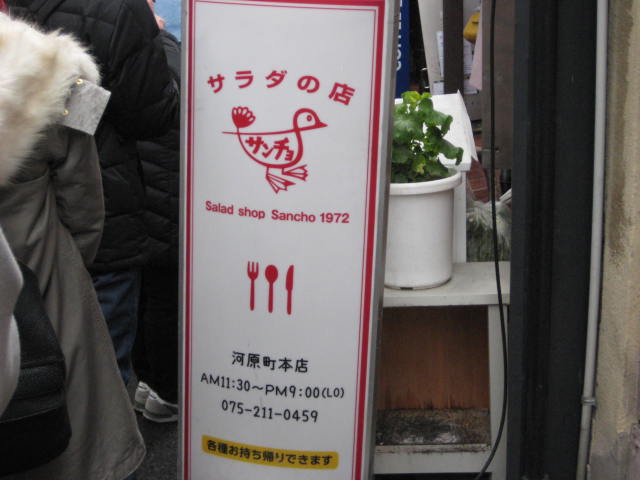 サラダの店
サンチョ
Salad shop Sancho 1972
河原町本店
AM11:30〜PM9:00(LO)
075-211-0459
各種お持ち帰りできます